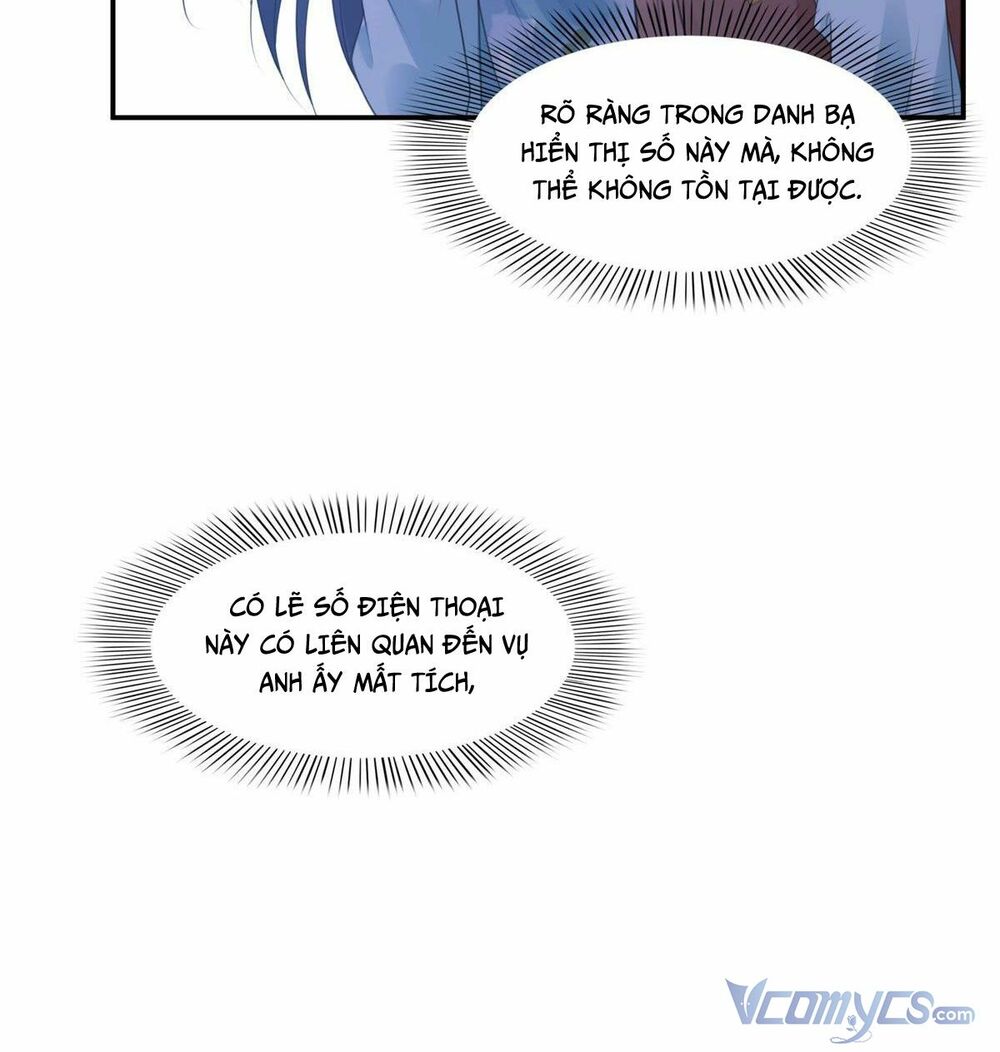 RÕ RÀNG TRONG DANH BẠ
HIỂN THỊ SỐ NÀY MÀ, KHÔNG
THỂ KHÔNG TỒN TẠI ĐƯỢC.
CÓ LẼ SỐ ĐIỆN THOẠI
NÀY CÓ LIÊN QUAN ĐẾN VỤ
ANH ẤY MẤT TÍCH,
VCOMYCS.com